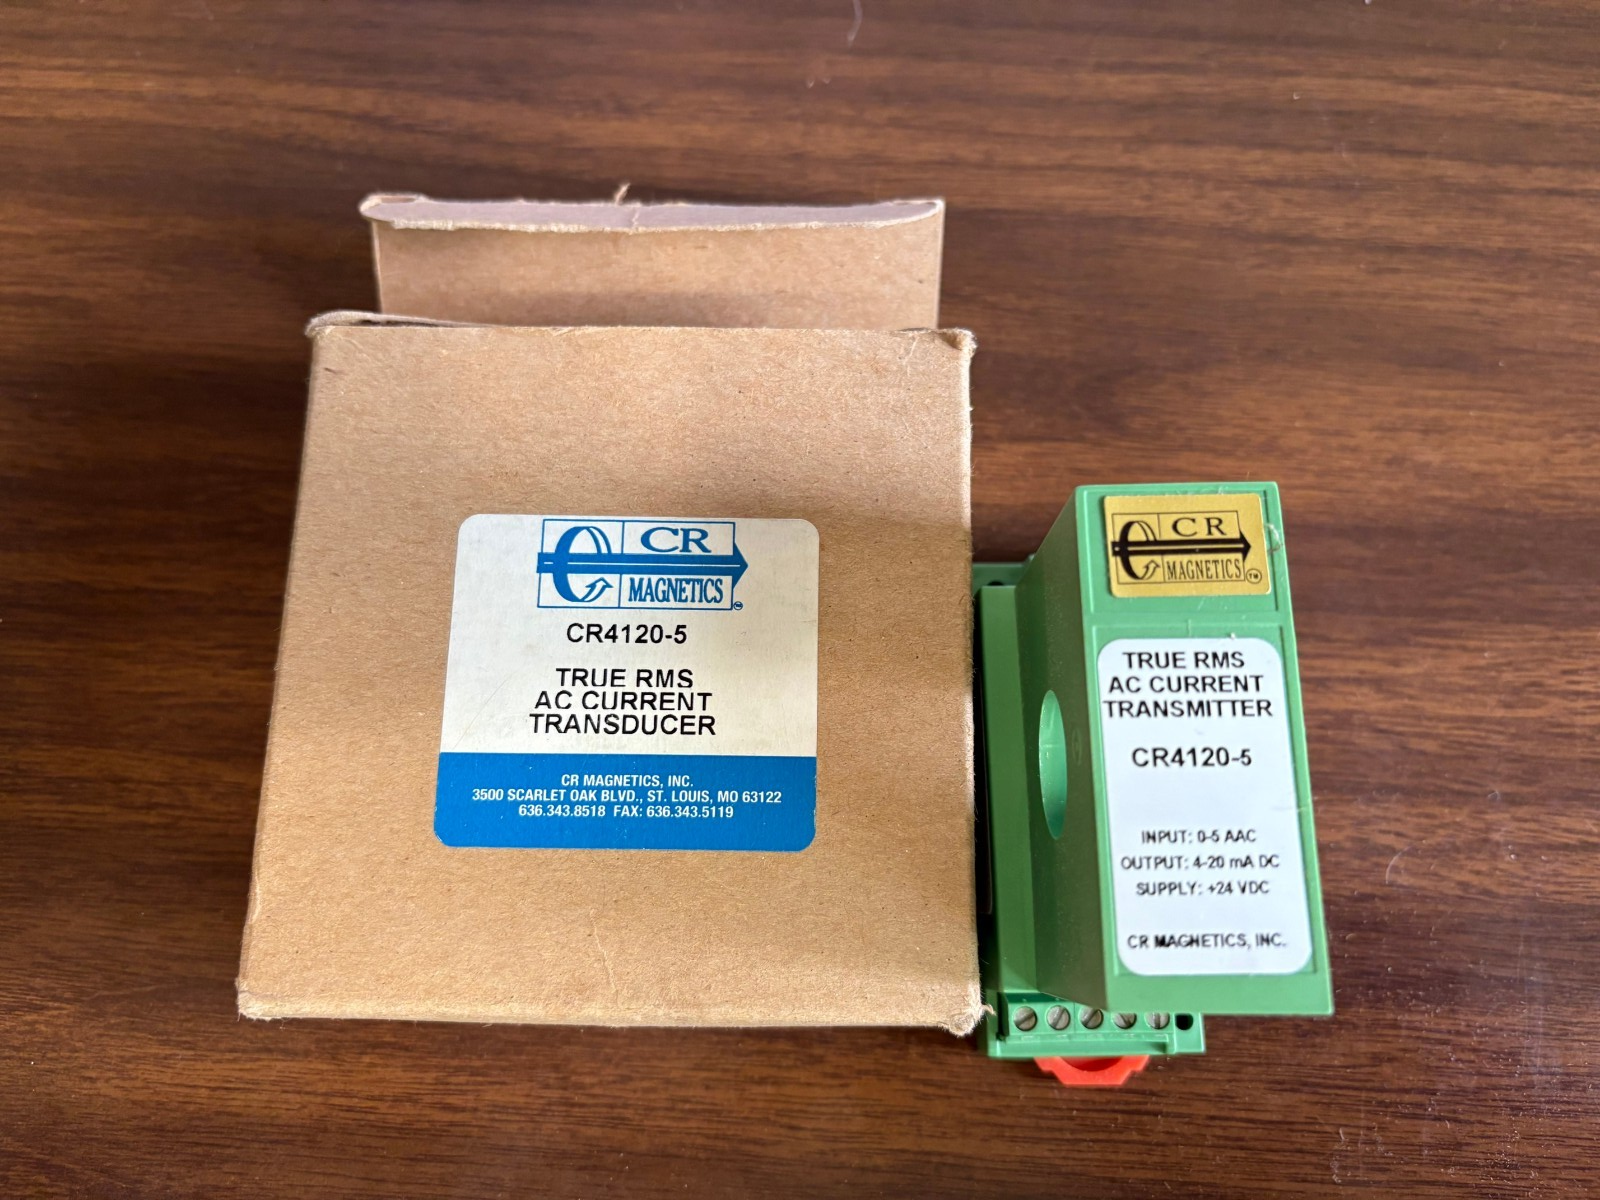 CR
MAGNETICS
CR4120-5
TRUE RMS
AC CURRENT
TRANSDUCER
CR MAGNETICS, INC.
3500 SCARLET OAK BLVD., ST. LOUIS, MO 63122
636.343.8518 FAX: 636.343.5119
CR
MAGNETICS TM
TRUE RMS
AC CURRENT
TRANSMITTER
CR4120-5
INPUT: 0-5 AAC
OUTPUT: 4-20 mA DC
SUPPLY: +24 VDC
CR MAGNETICS, INC.